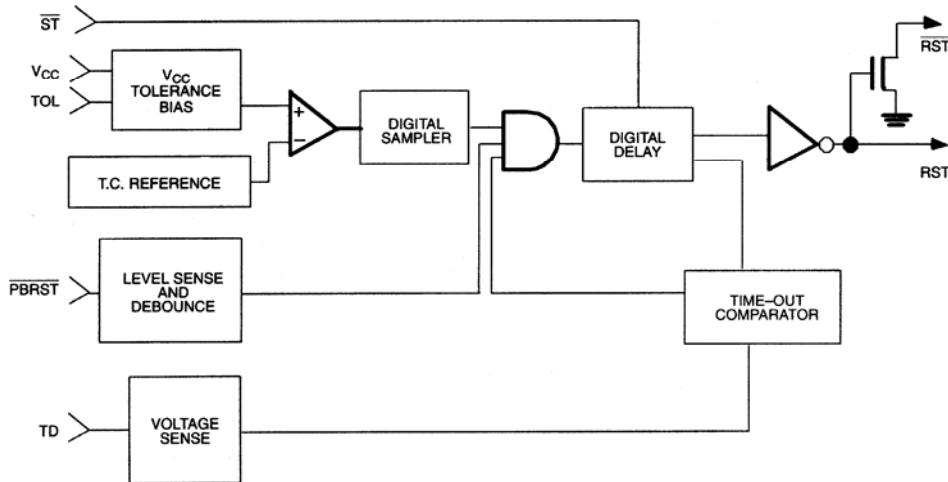 ST
VCC
TOL
VCC
TOLERANCE
BIAS
+
−
T.C. REFERENCE
DIGITAL
SAMPLER
DIGITAL
DELAY
RST
RST
PBRST
LEVEL SENSE
AND
DEBOUNCE
TIME–OUT
COMPARATOR
TD
VOLTAGE
SENSE